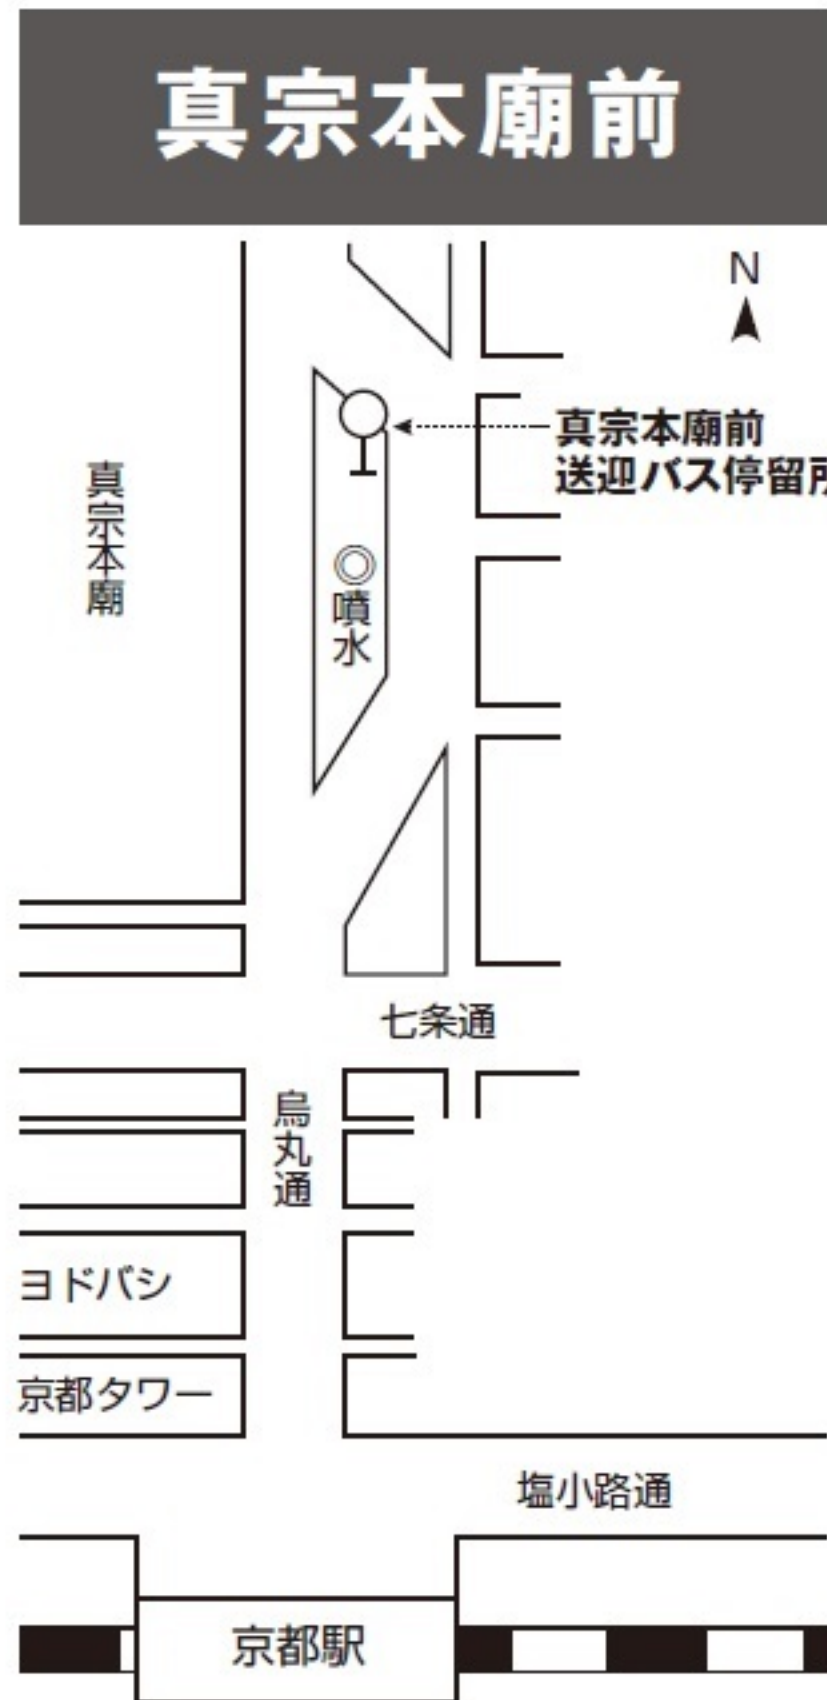 真宗本廟前
N
真宗本廟前
送迎バス停留所
真宗本廟
噴水
七条通
烏丸通
ヨドバシ
京都タワー
塩小路通
京都駅